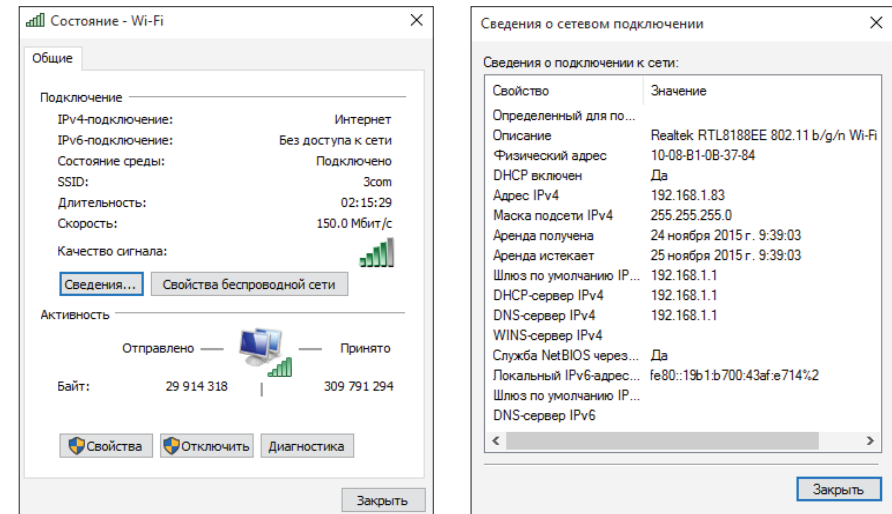 Состояние - Wi-Fi
Общие
Подключение
IPv4-подключение: Интернет
IPv6-подключение: Без доступа к сети
Состояние среды: Подключено
SSID: 3com
Длительность: 02:15:29
Скорость: 150.0 Мбит/с
Качество сигнала:
Сведения... Свойства беспроводной сети
Активность
Отправлено Принято
Байт: 29 914 318 309 791 294
Свойства Отключить Диагностика
Закрыть
Сведения о сетевом подключении
Сведения о подключении к сети:
Свойство Значение
Определенный для по...
Описание Realtek RTL8188EE 802.11 b/g/n Wi-Fi
Физический адрес 10-08-B1-0B-37-84
DHCP включен Да
Адрес IPv4 192.168.1.83
Маска подсети IPv4 255.255.255.0
Аренда получена 24 ноября 2015 г. 9:39:03
Аренда истекает 25 ноября 2015 г. 9:39:03
Шлюз по умолчанию IP... 192.168.1.1
DHCP-сервер IPv4 192.168.1.1
DNS-сервер IPv4 192.168.1.1
WINS-сервер IPv4
Служба NetBIOS через... Да
Локальный IPv6-адрес... fe80::19b1:b700:43af:e714%2
Шлюз по умолчанию IP...
DNS-сервер IPv6
Закрыть